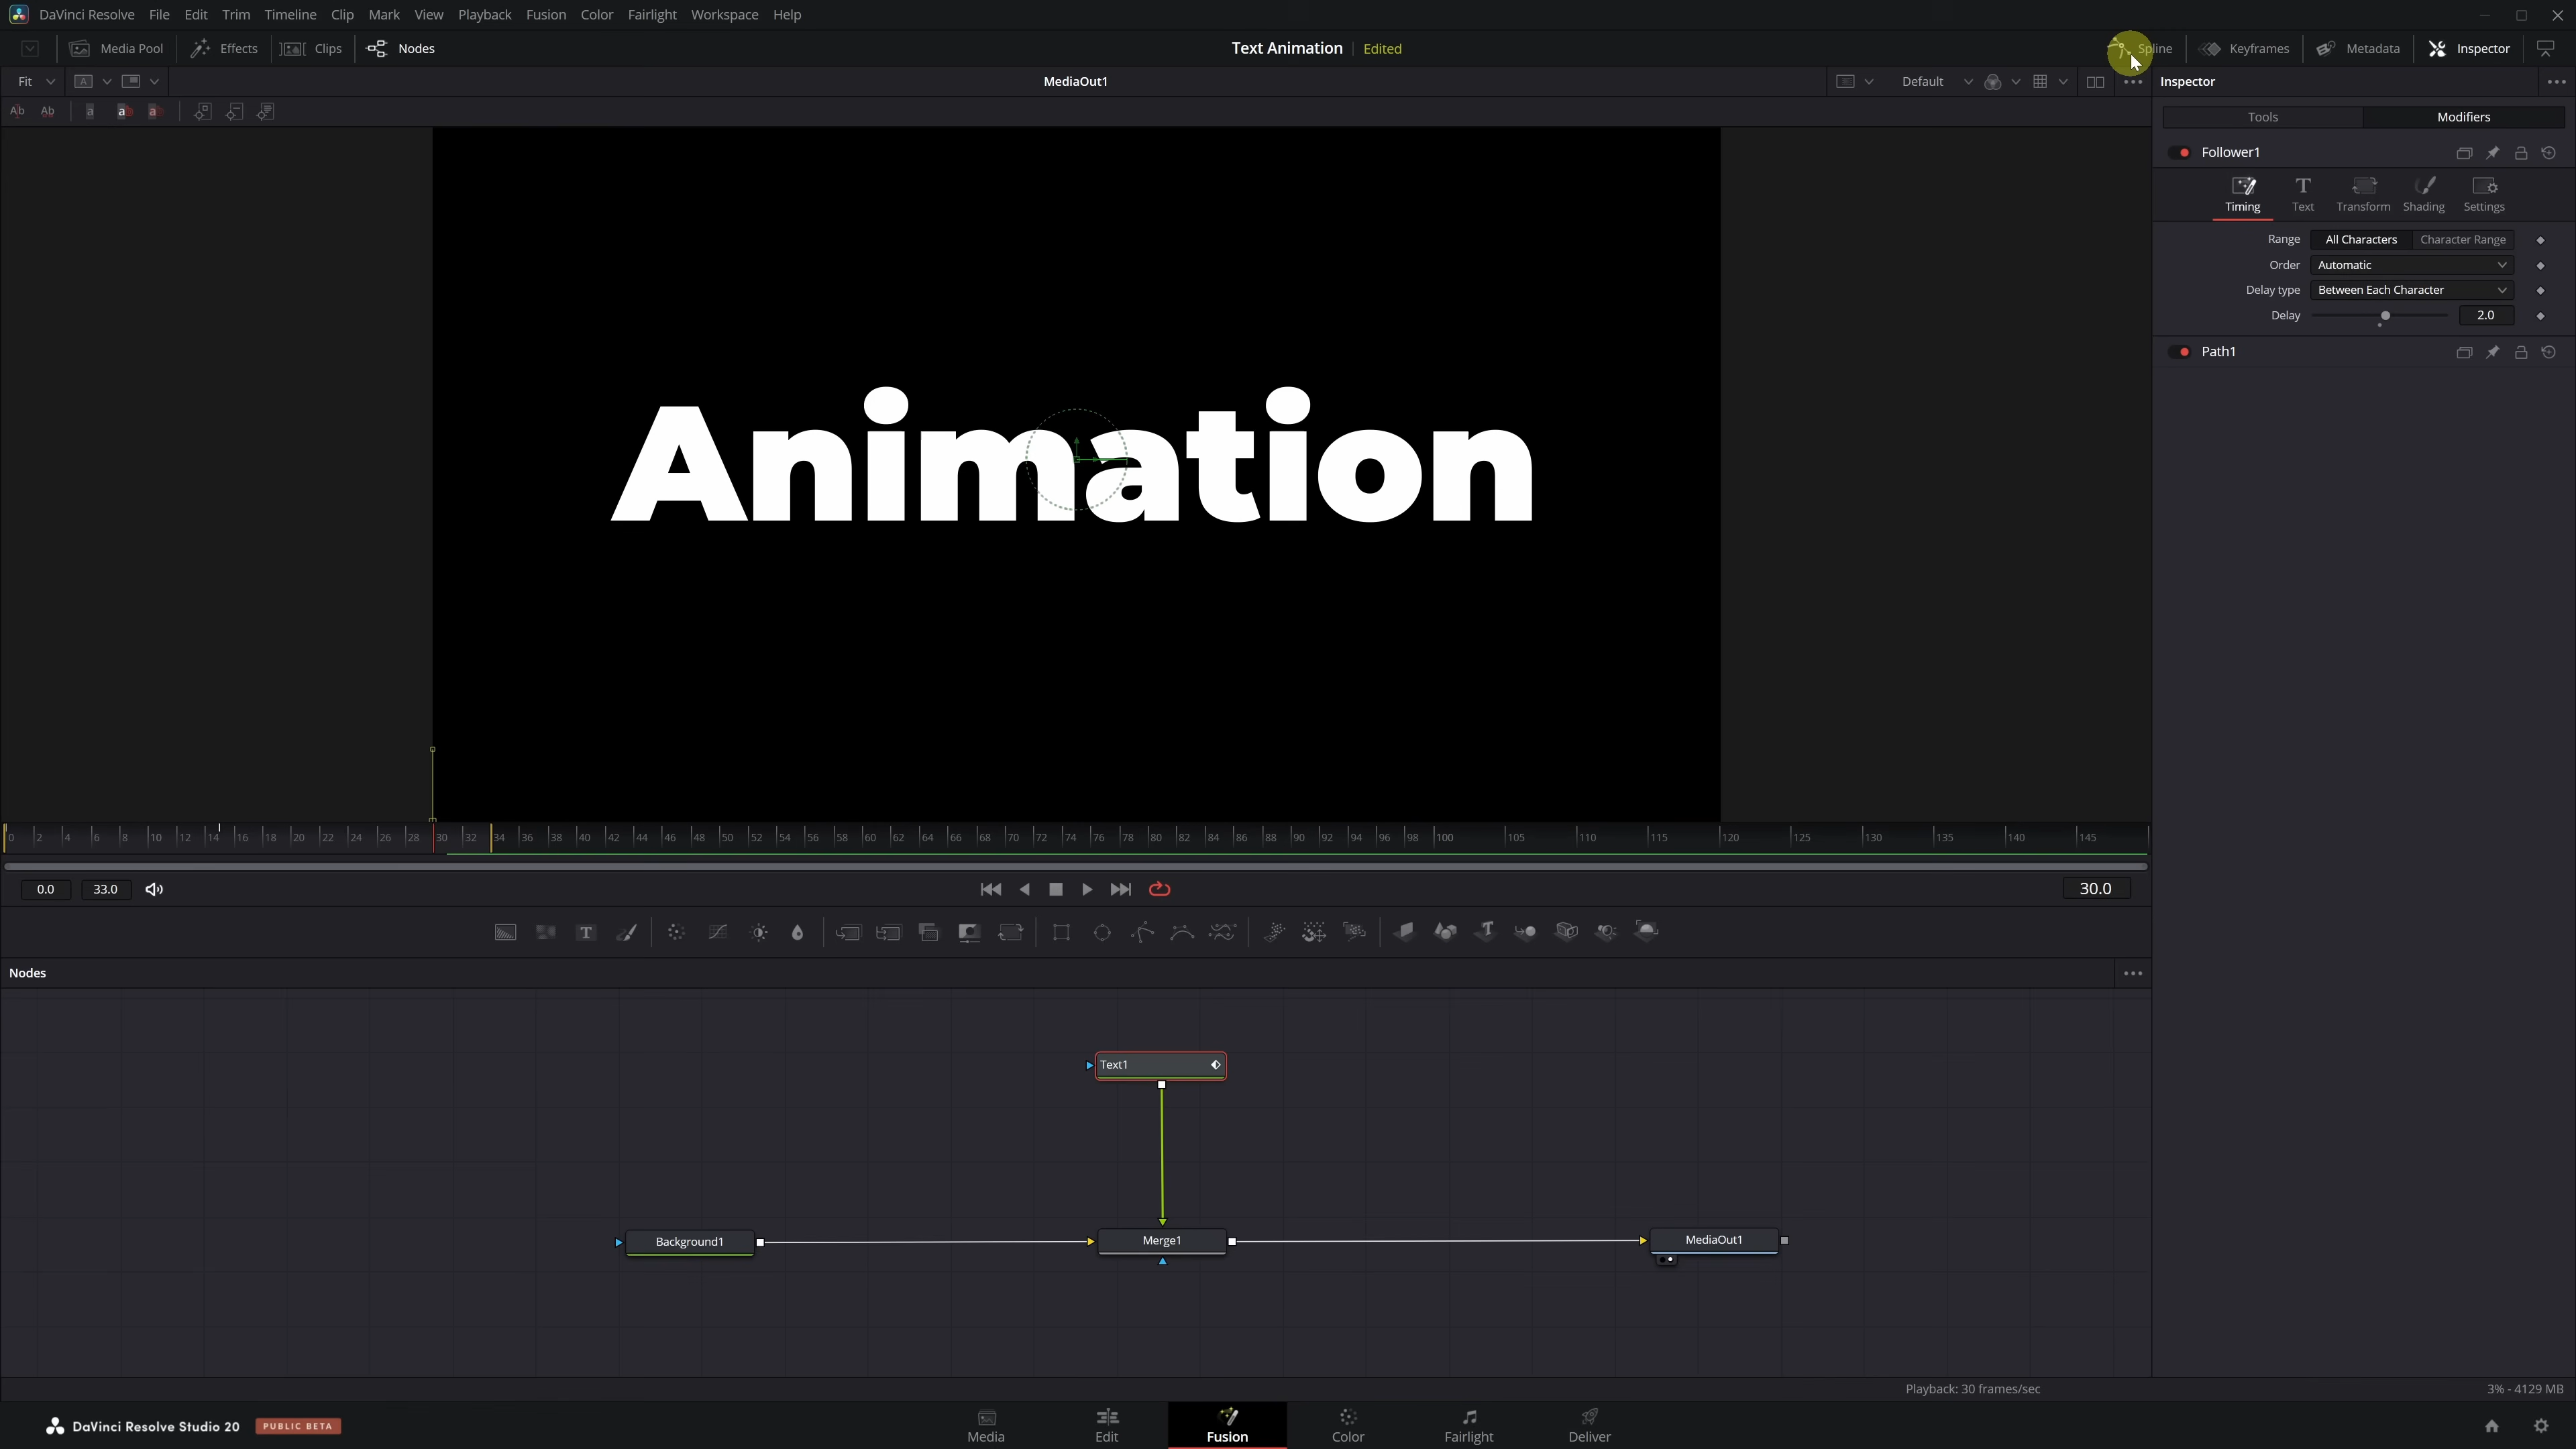 DaVinci Resolve File Edit Trim Timeline Clip Mark View Playback Fusion Color Fairlight Workspace Help
Media Pool Effects Clips Nodes Text Animation Edited Spline Keyframes Metadata Inspector
Fit A MediaOut1 Default Inspector
Ab Ab a a a
Tools Modifiers
Follower1
Timing Text Transform Shading Settings
Range All Characters Character Range
Order Automatic
Delay type Between Each Character
Delay 2.0
Path1
Animation
0 2 4 6 8 10 12 14 16 18 20 22 24 26 28 30 32 34 36 38 40 42 44 46 48 50 52 54 56 58 60 62 64 66 68 70 72 74 76 78 80 82 84 86 88 90 92 94 96 98 100 105 110 115 120 125 130 135 140 145
0.0 33.0 30.0
T T
Nodes
Text1
Background1 Merge1 MediaOut1
Playback: 30 frames/sec 3% - 4129 MB
DaVinci Resolve Studio 20 PUBLIC BETA
Media Edit Fusion Color Fairlight Deliver